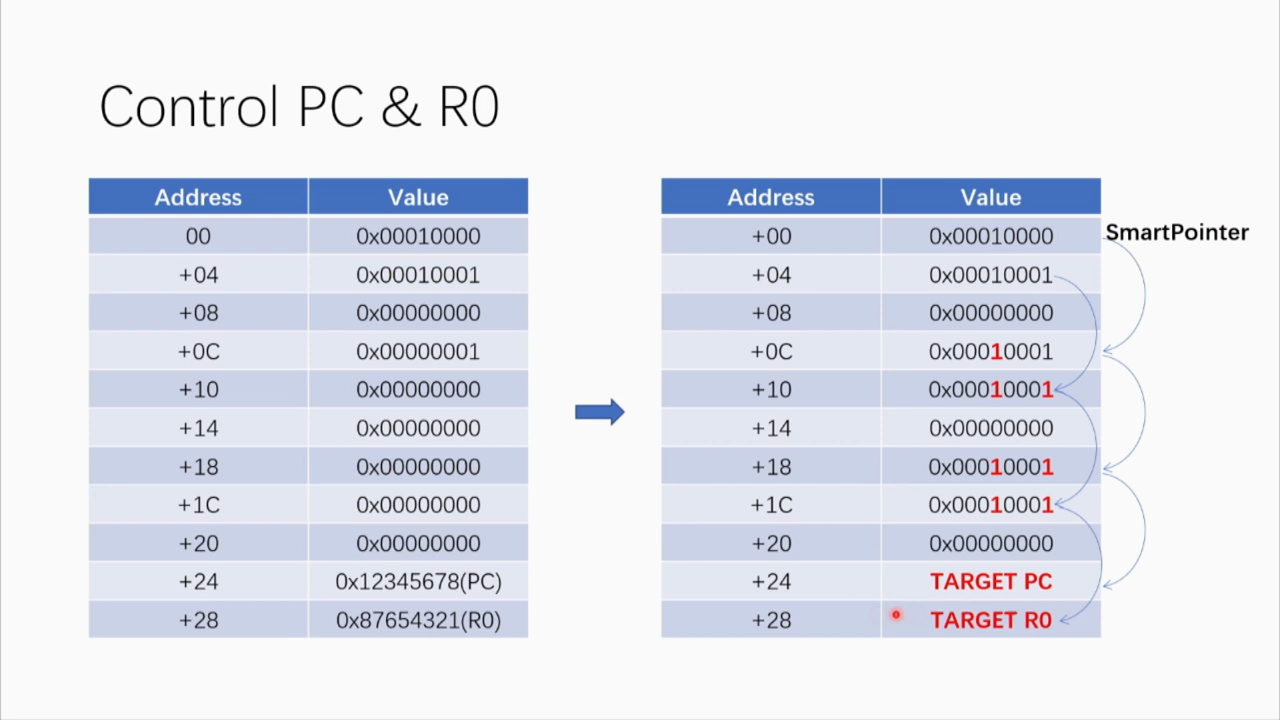 Control PC & R0
Address Value
00 0x00010000
+04 0x00010001
+08 0x00000000
+0C 0x00000001
+10 0x00000000
+14 0x00000000
+18 0x00000000
+1C 0x00000000
+20 0x00000000
+24 0x12345678(PC)
+28 0x87654321(R0)
Address Value
+00 0x00010000 SmartPointer
+04 0x00010001
+08 0x00000000
+0C 0x00010001
+10 0x00010001
+14 0x00000000
+18 0x00010001
+1C 0x00010001
+20 0x00000000
+24 TARGET PC
+28 TARGET R0